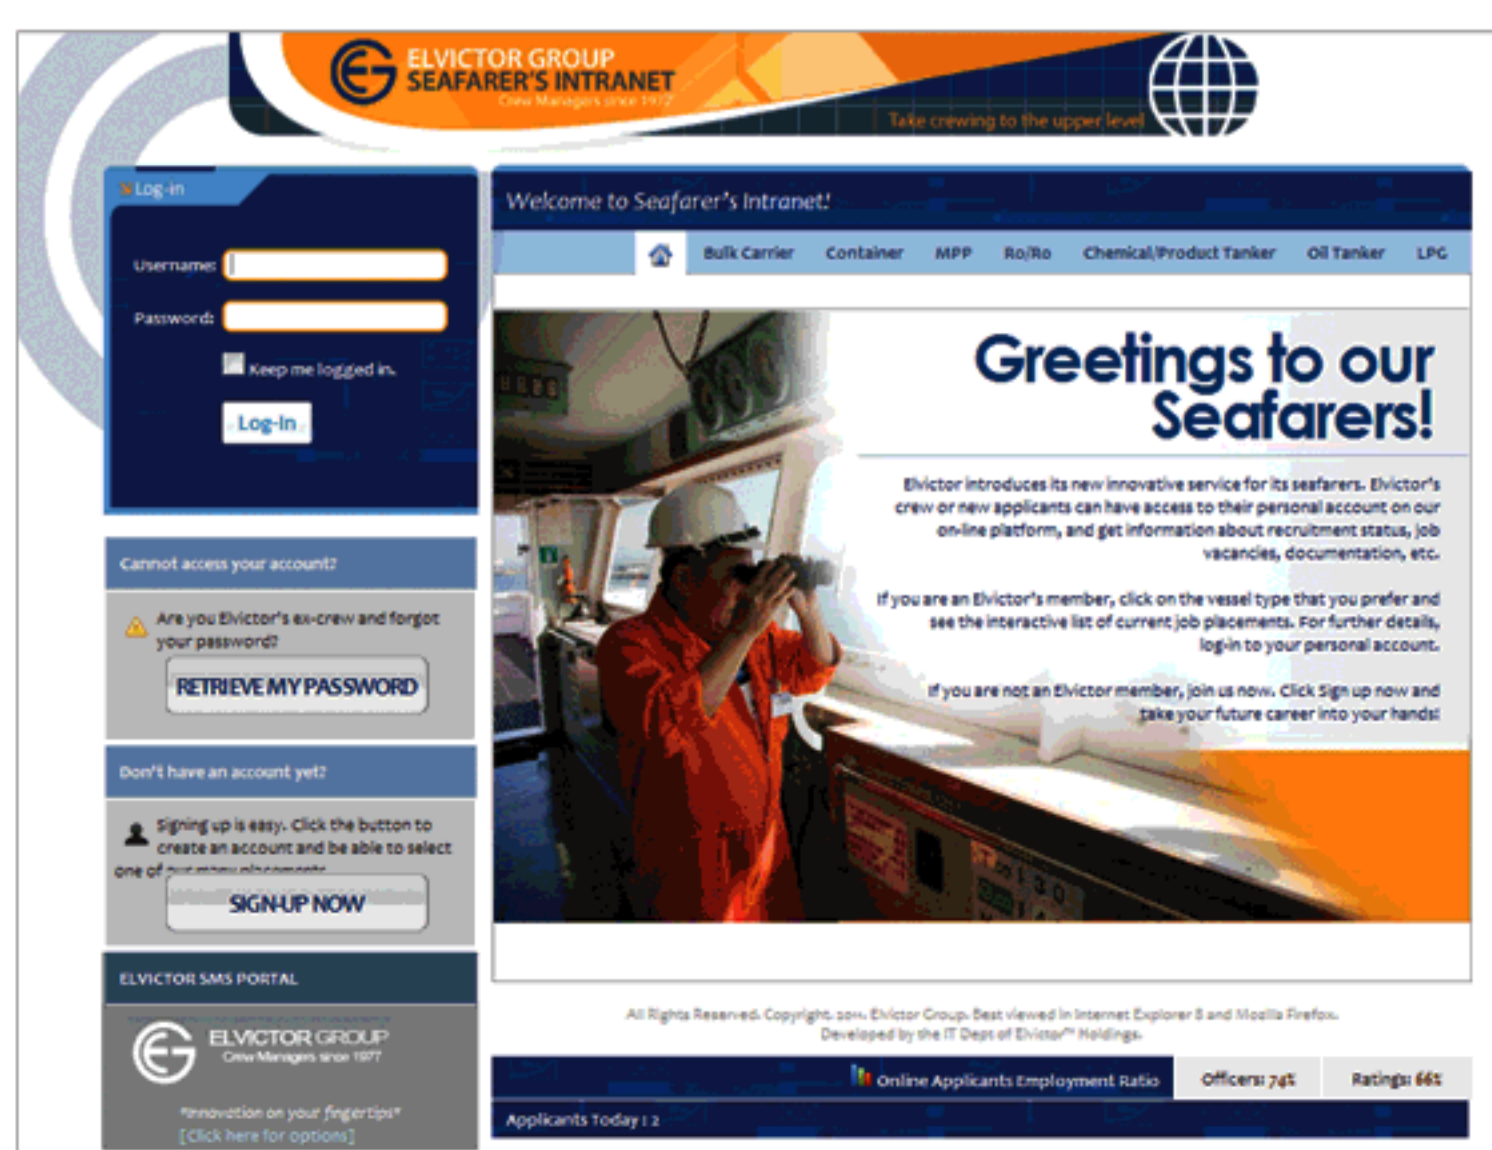 ELVICTOR GROUP
SEAFARER'S INTRANET
Crew Managers since 1977
Take crewing to the upper level
Log-in
Username:
Password:
Keep me logged in.
Log-In
Cannot access your account?
Are you Elvictor's ex-crew and forgot
your password?
RETRIEVE MY PASSWORD
Don't have an account yet?
Signing up is easy. Click the button to
create an account and be able to select
one of our many placements
SIGN-UP NOW
ELVICTOR SMS PORTAL
ELVICTOR GROUP
Crew Managers since 1977
"Innovation on your fingertips"
[Click here for options]
Welcome to Seafarer's Intranet!
Bulk Carrier Container MPP Ro/Ro Chemical/Product Tanker Oil Tanker LPG
Greetings to our
Seafarers!
Elvictor introduces its new innovative service for its seafarers. Elvictor's
crew or new applicants can have access to their personal account on our
on-line platform, and get information about recruitment status, job
vacancies, documentation, etc.
If you are an Elvictor's member, click on the vessel type that you prefer and
see the interactive list of current job placements. For further details,
log-in to your personal account.
If you are not an Elvictor member, join us now. Click Sign up now and
take your future career into your hands!
All Rights Reserved. Copyright. 2011. Elvictor Group. Best viewed in Internet Explorer 8 and Mozilla Firefox.
Developed by the IT Dept of Elvictor™ Holdings.
Online Applicants Employment Ratio Officers: 74% Ratings: 66%
Applicants Today : 2